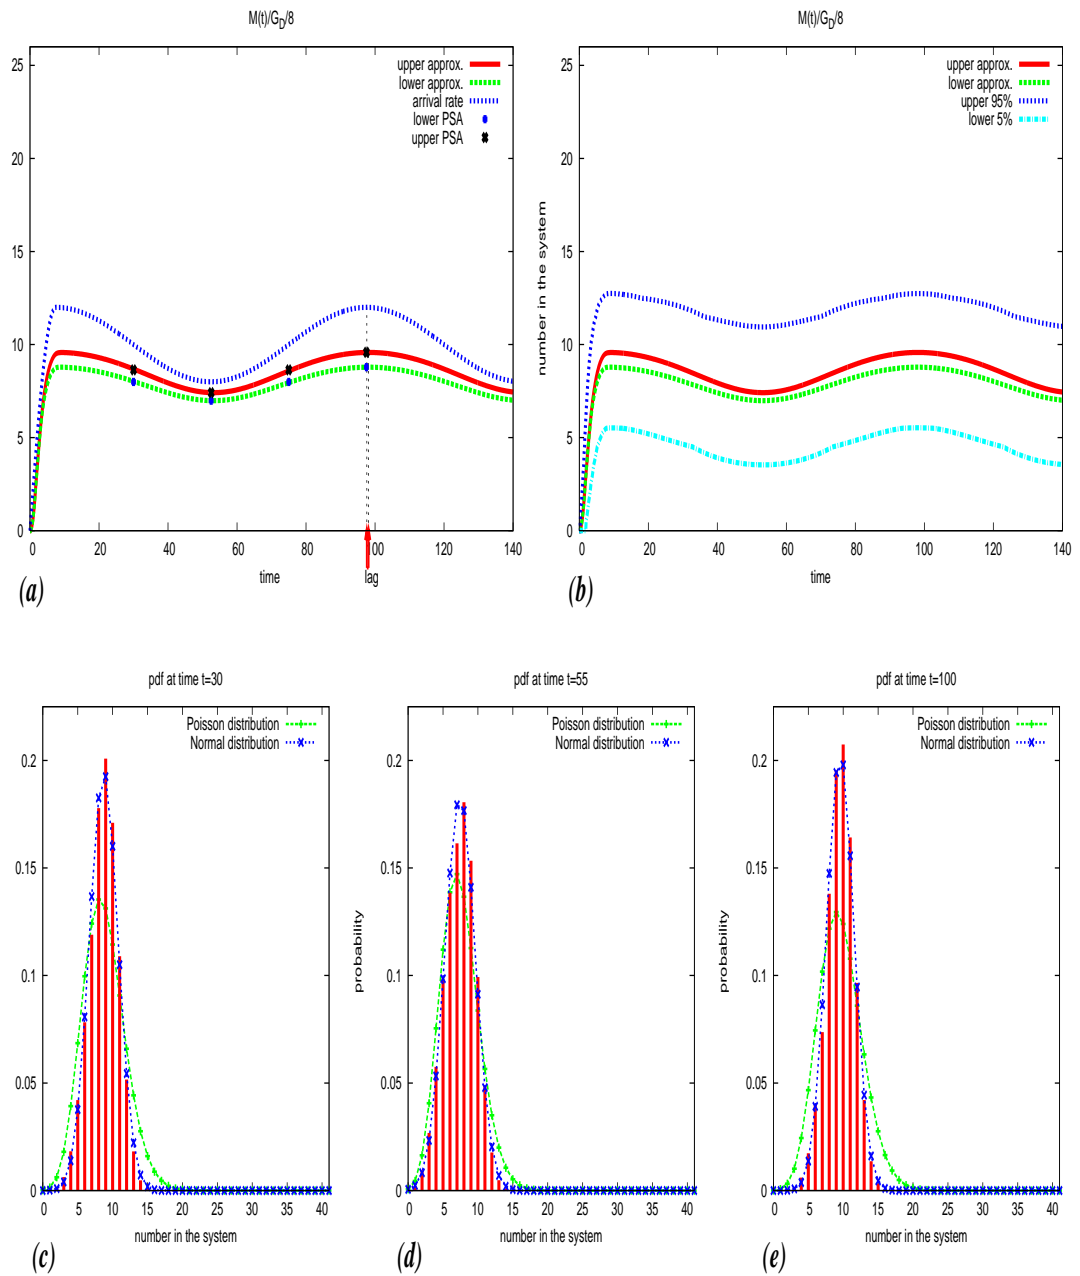 M(t)/G_D/8
25
20
15
10
5
0
0 20 40 60 80 100 120 140
upper approx.
lower approx.
arrival rate
lower PSA
upper PSA
time
lag
(a)
M(t)/G_D/8
number in the system
25
20
15
10
5
0
0 20 40 60 80 100 120 140
upper approx.
lower approx.
upper 95%
lower 5%
time
(b)
pdf at time t=30
0.2
0.15
0.1
0.05
0
0 5 10 15 20 25 30 35 40
Poisson distribution
Normal distribution
number in the system
(c)
pdf at time t=55
probability
0.2
0.15
0.1
0.05
0
0 5 10 15 20 25 30 35 40
Poisson distribution
Normal distribution
number in the system
(d)
pdf at time t=100
probability
0.2
0.15
0.1
0.05
0
0 5 10 15 20 25 30 35 40
Poisson distribution
Normal distribution
number in the system
(e)